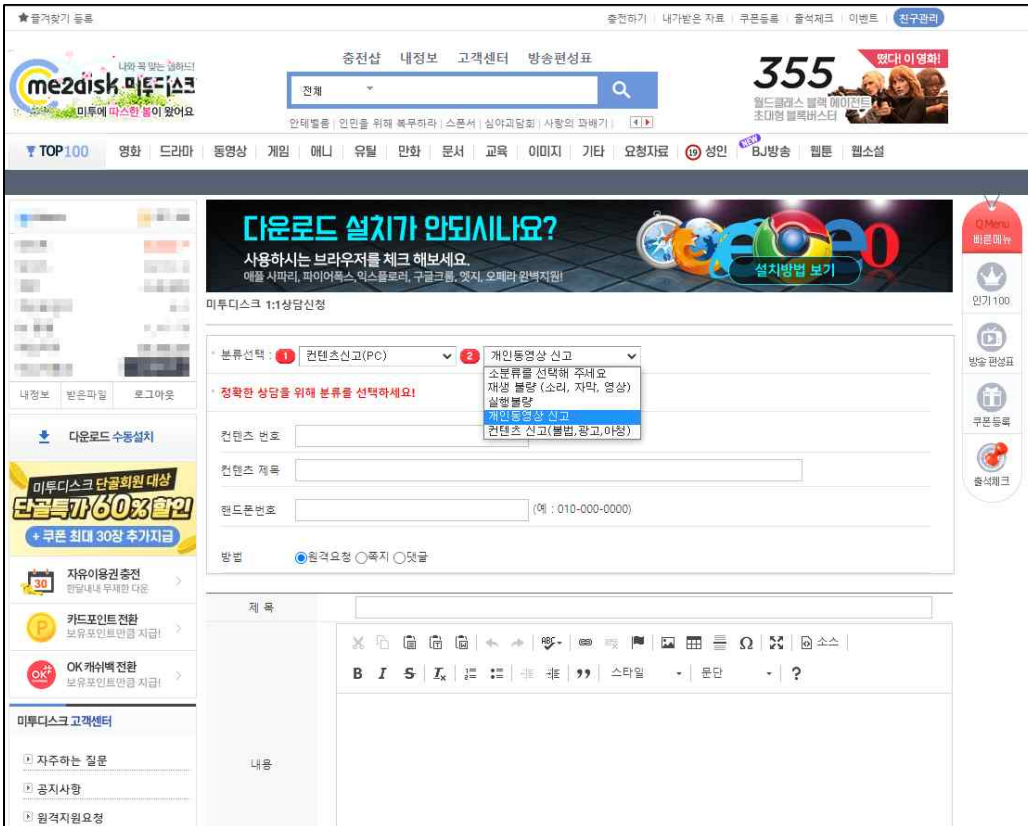 ★즐겨찾기 등록
충전하기 내가받은 자료 쿠폰등록 출석체크 이벤트 친구관리
나와 꼭 맞는 웹하드!
me2disk 미투디스크
미투에 따스한 봄이 왔어요
충전샵 내정보 고객센터 방송편성표
전체
안테벨룸 | 인민을 위해 복무하라 | 스폰서 | 심야괴담회 | 사랑의 꽈배기
355
월드클래스 블랙 에이전트
초대형 블록버스터
떴다! 이 영화!
TOP100 영화 드라마 동영상 게임 애니 유틸 만화 문서 교육 이미지 기타 요청자료 19 성인 NEW BJ방송 웹툰 웹소설
다운로드 설치가 안되시나요?
사용하시는 브라우저를 체크 해보세요.
애플 사파리, 파이어폭스, 익스플로러, 구글크롬, 엣지, 오페라 완벽지원!
설치방법 보기
Q Menu
빠른메뉴
인기 100
방송 편성표
쿠폰등록
출석체크
내정보 받은파일 로그아웃
다운로드 수동설치
미투디스크 단골회원 대상
단골특가 60% 할인
+ 쿠폰 최대 30장 추가지급
30
자유이용권 충전
한달내내 무제한 다운
P
카드포인트 전환
보유포인트만큼 지급!
OK
OK 캐쉬백 전환
보유포인트만큼 지급!
미투디스크 고객센터
자주하는 질문
공지사항
원격지원요청
미투디스크 1:1상담신청
분류선택 : 1 컨텐츠신고(PC) 2 개인동영상 신고
소분류를 선택해 주세요
재생 불량 (소리, 자막, 영상)
실행불량
개인동영상 신고
컨텐츠 신고(불법,광고,아청)
정확한 상담을 위해 분류를 선택하세요!
컨텐츠 번호
컨텐츠 제목
핸드폰번호 (예 : 010-000-0000)
방법 원격요청 쪽지 댓글
제 목
소스
B I S Tx 스타일 문단 ?
내용